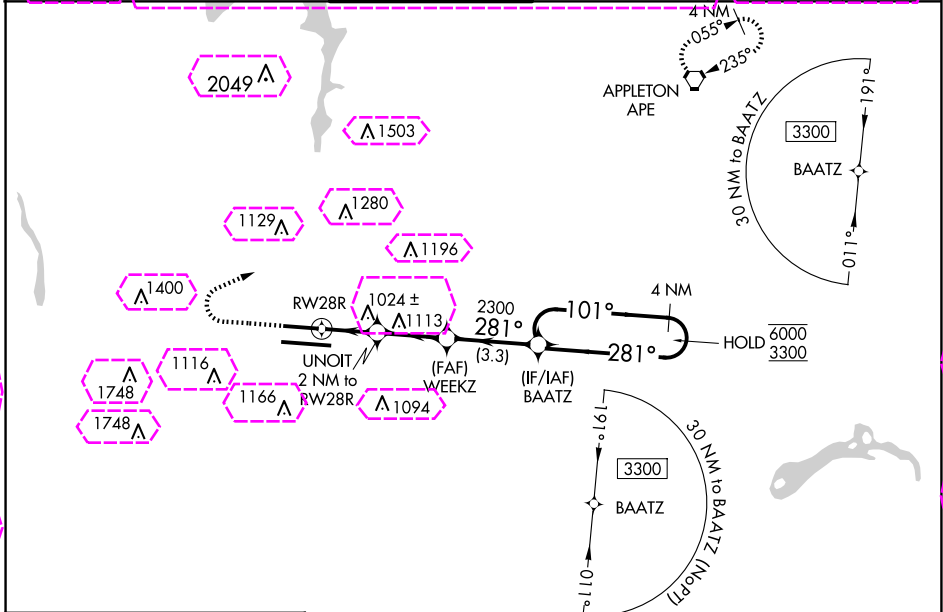 4 NM
055°
235°
APPLETON
APE
2049
1503
30 NM to BAATZ
191°
3300
BAATZ
011°
1280
1129
1196
1400
RW28R
1024 ±
1113
2300
281°
(3.3)
101°
4 NM
HOLD 6000
3300
281°
UNOIT
2 NM to
RW28R
(FAF)
WEEKZ
(IF/IAF)
BAATZ
1116
1748
1166
1094
1748
191°
30 NM to BAATZ (NoPT)
3300
BAATZ
011°